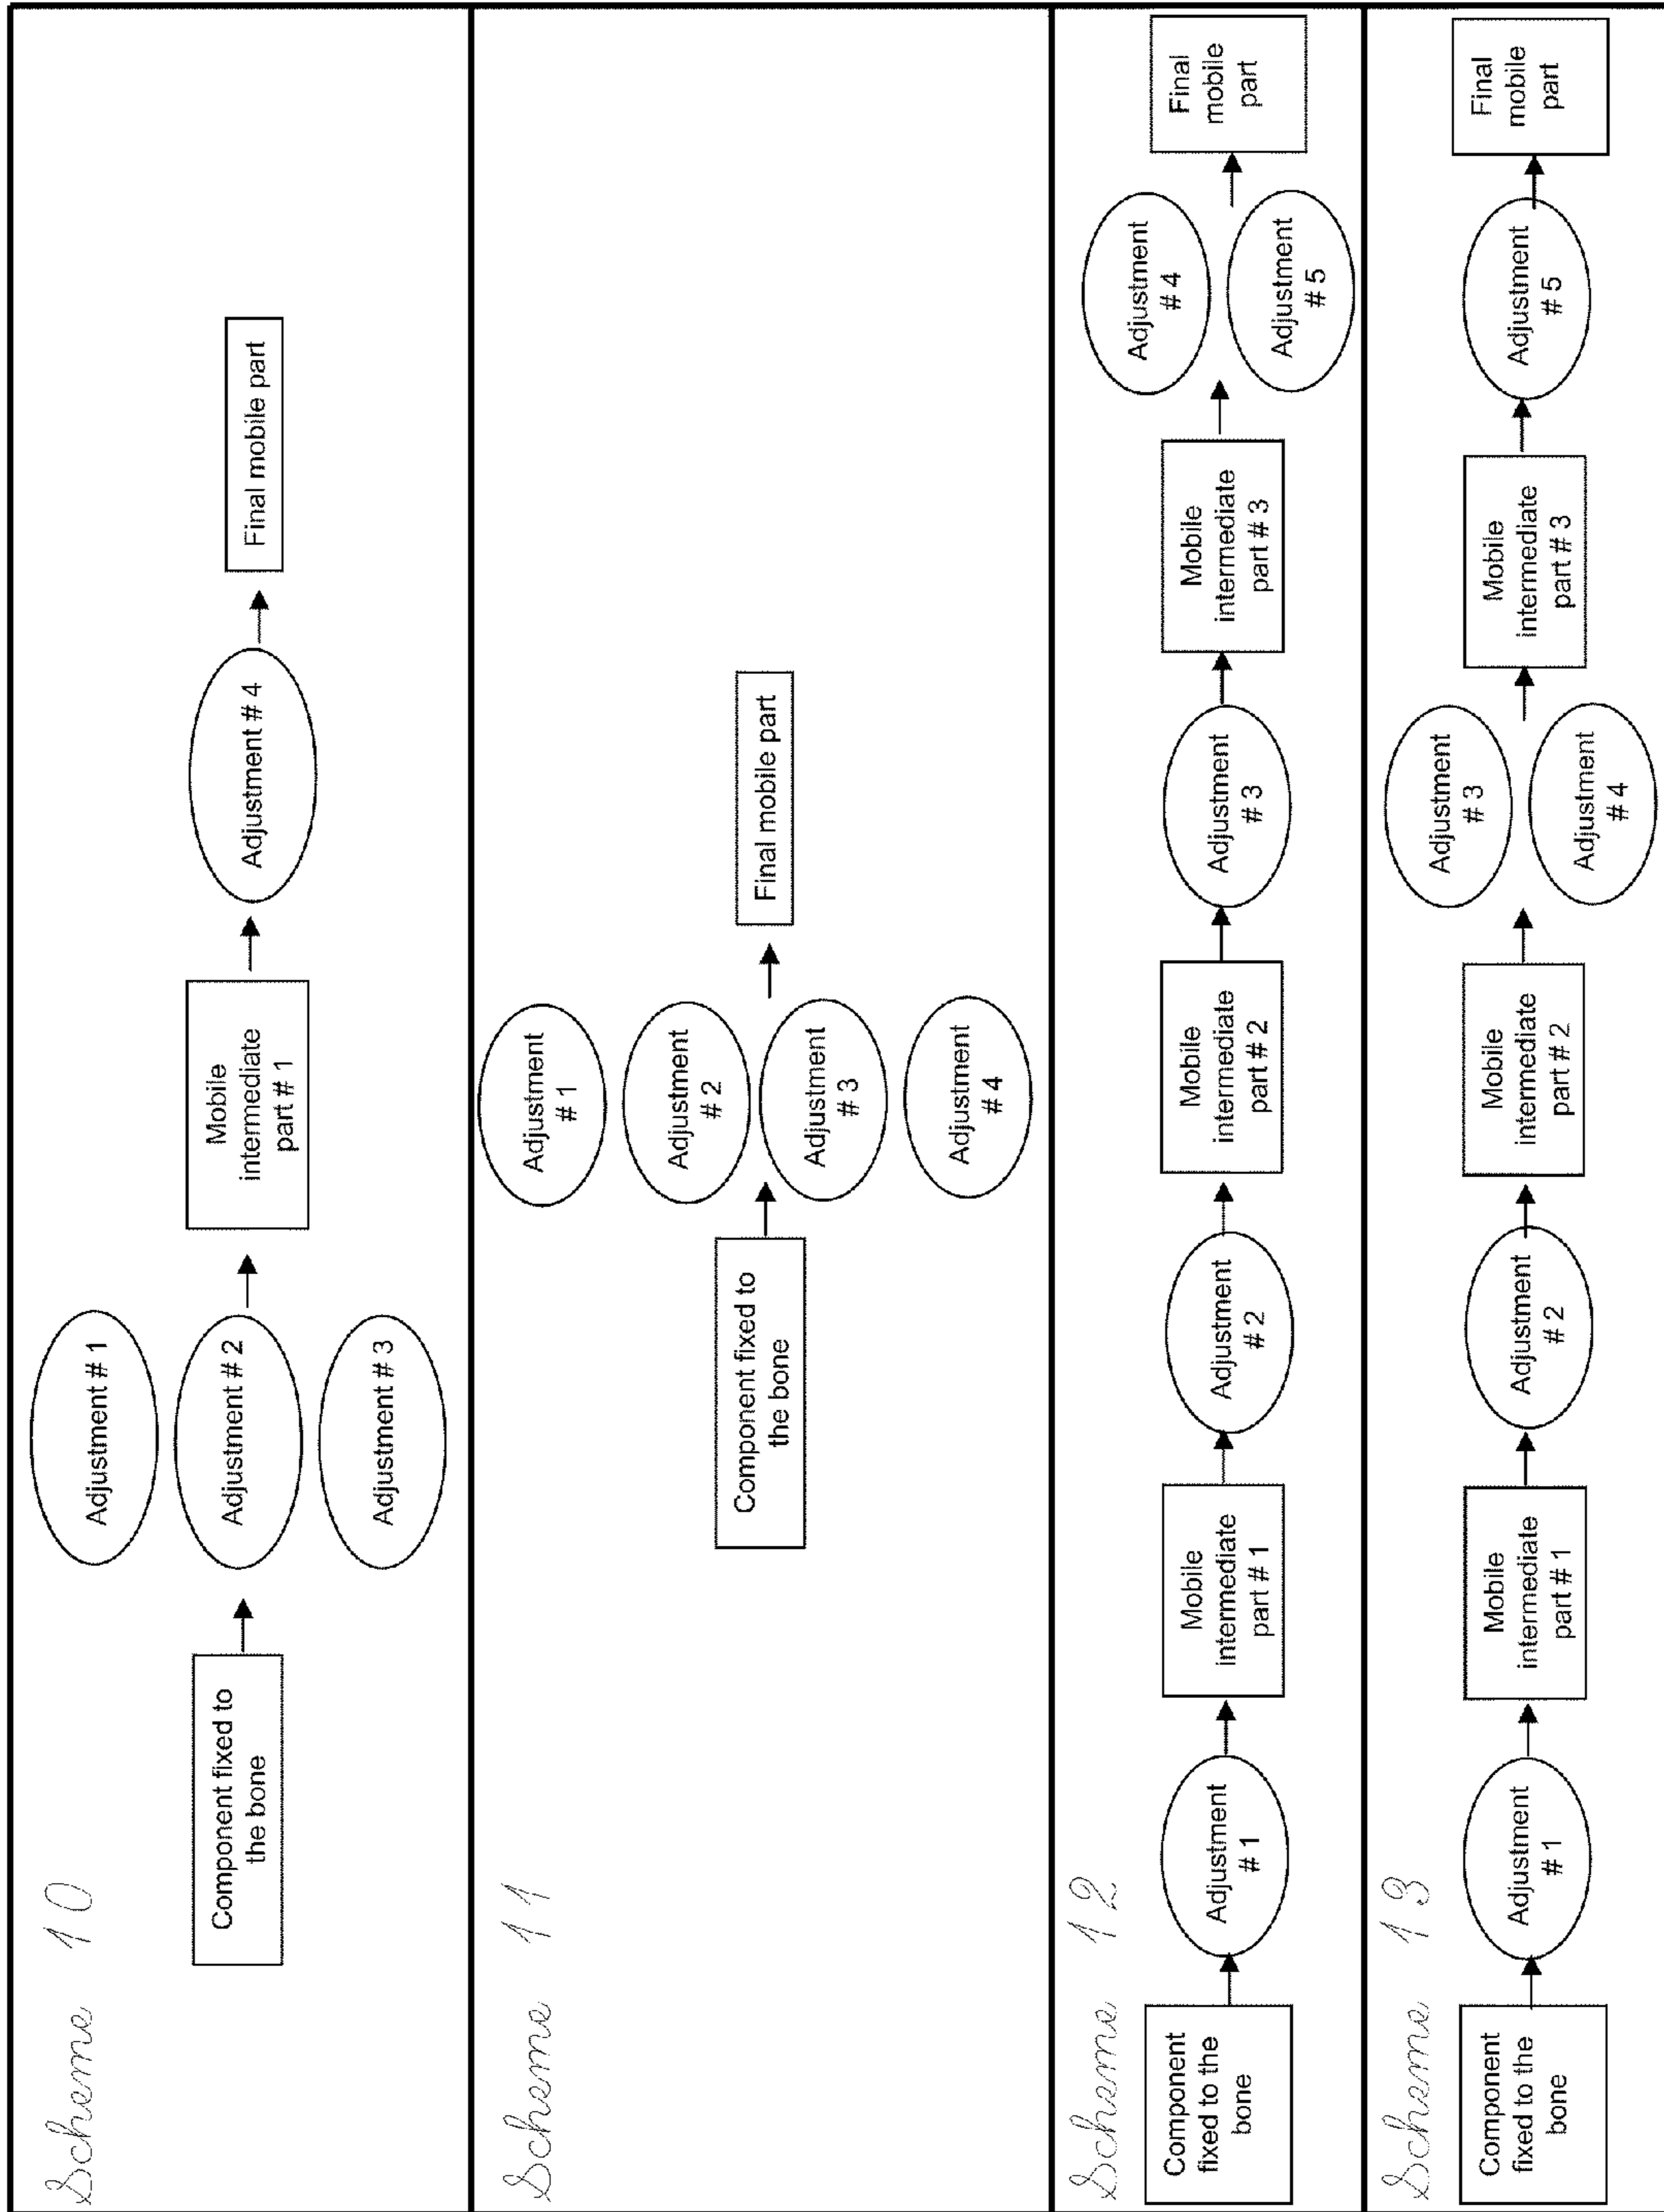 Scheme 10
Component fixed to
the bone
Adjustment # 1
Adjustment # 2
Adjustment # 3
Mobile
intermediate
part # 1
Adjustment # 4
Final mobile part
Scheme 11
Component fixed to
the bone
Adjustment
# 1
Adjustment
# 2
Adjustment
# 3
Adjustment
# 4
Final mobile part
Scheme 12
Component
fixed to the
bone
Adjustment
# 1
Mobile
intermediate
part # 1
Adjustment
# 2
Mobile
intermediate
part # 2
Adjustment
# 3
Mobile
intermediate
part # 3
Adjustment
# 4
Adjustment
# 5
Final
mobile
part
Scheme 13
Component
fixed to the
bone
Adjustment
# 1
Mobile
intermediate
part # 1
Adjustment
# 2
Mobile
intermediate
part # 2
Adjustment
# 3
Adjustment
# 4
Mobile
intermediate
part # 3
Adjustment
# 5
Final
mobile
part